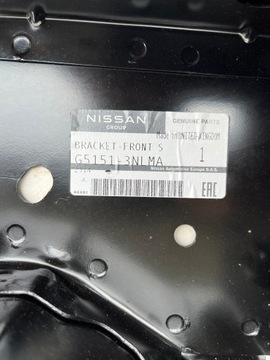 NISSAN
GROUP
GENUINE PARTS
MADE IN UNITED-KINGDOM
BRACKET-FRONT S
G5151-3NLMA
1
Nissan Automotive Europe S.A.S.
EAC